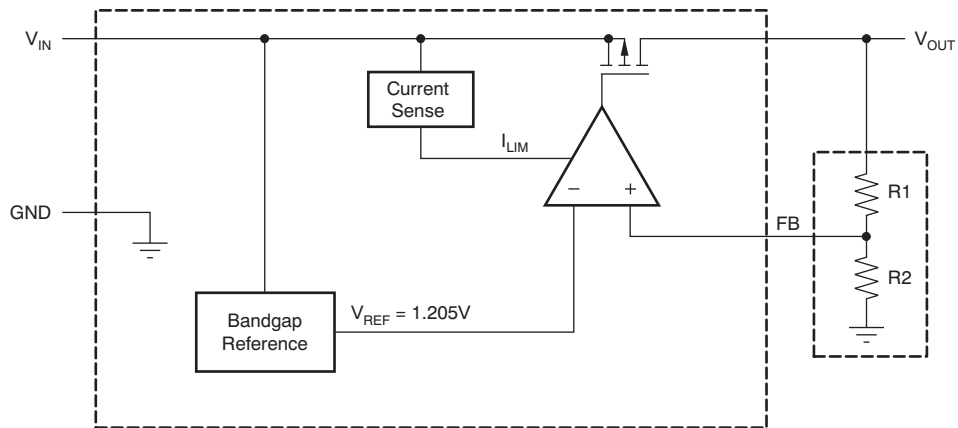 V_IN
V_OUT
Current
Sense
I_LIM
− +
R1
GND
FB
R2
Bandgap
Reference
V_REF = 1.205V